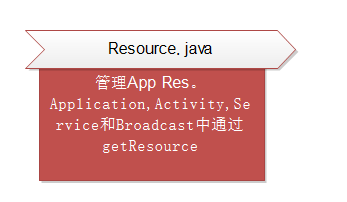 Resource. java
管理App Res。
Application,Activity,Se
rvice和Broadcast中通过
getResource